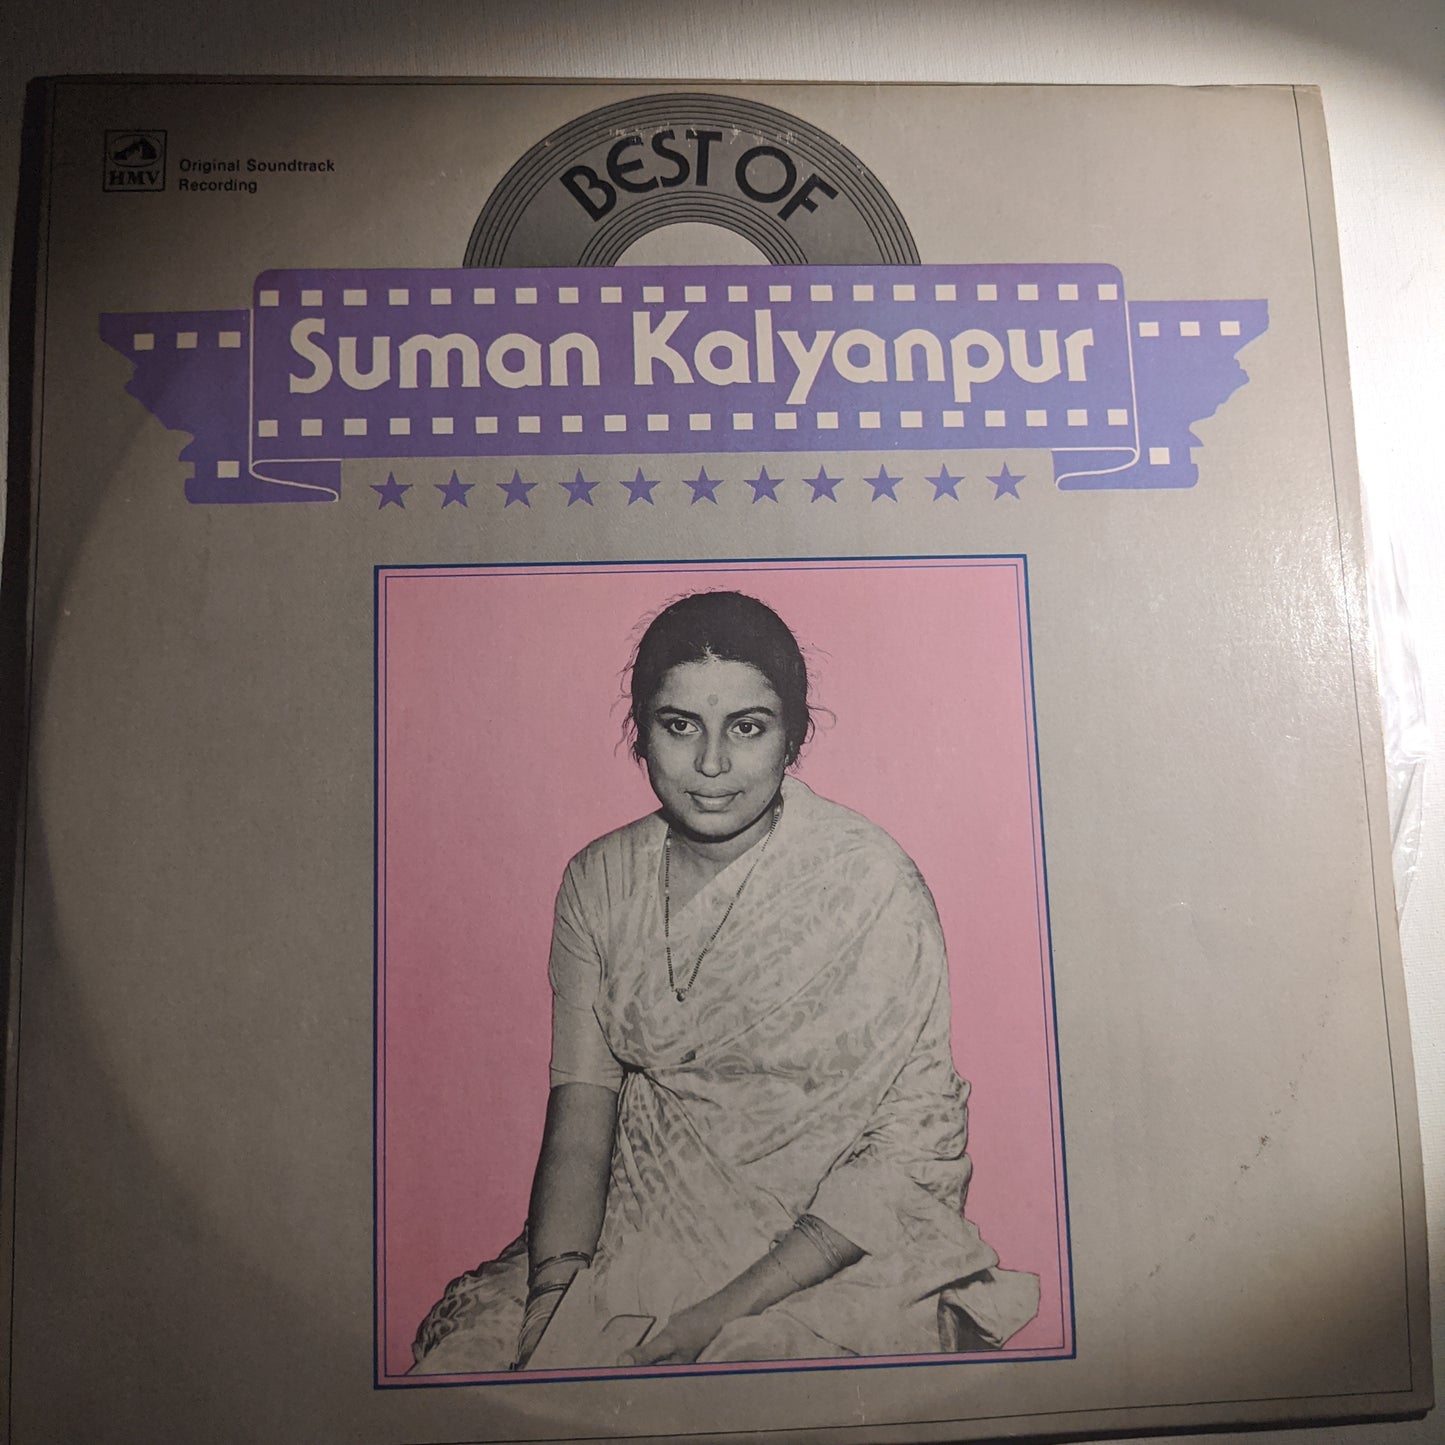 HMV
Original Soundtrack
Recording
BEST OF
Suman Kalyanpur